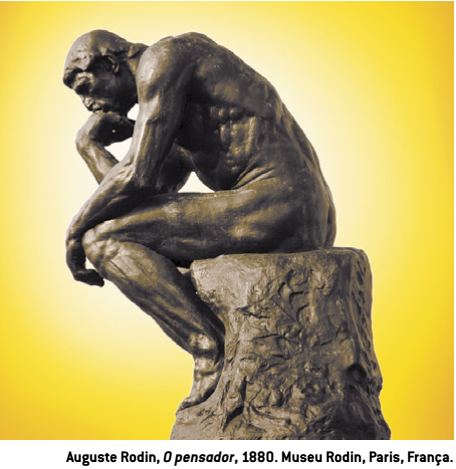 Auguste Rodin, O pensador, 1880. Museu Rodin, Paris, França.